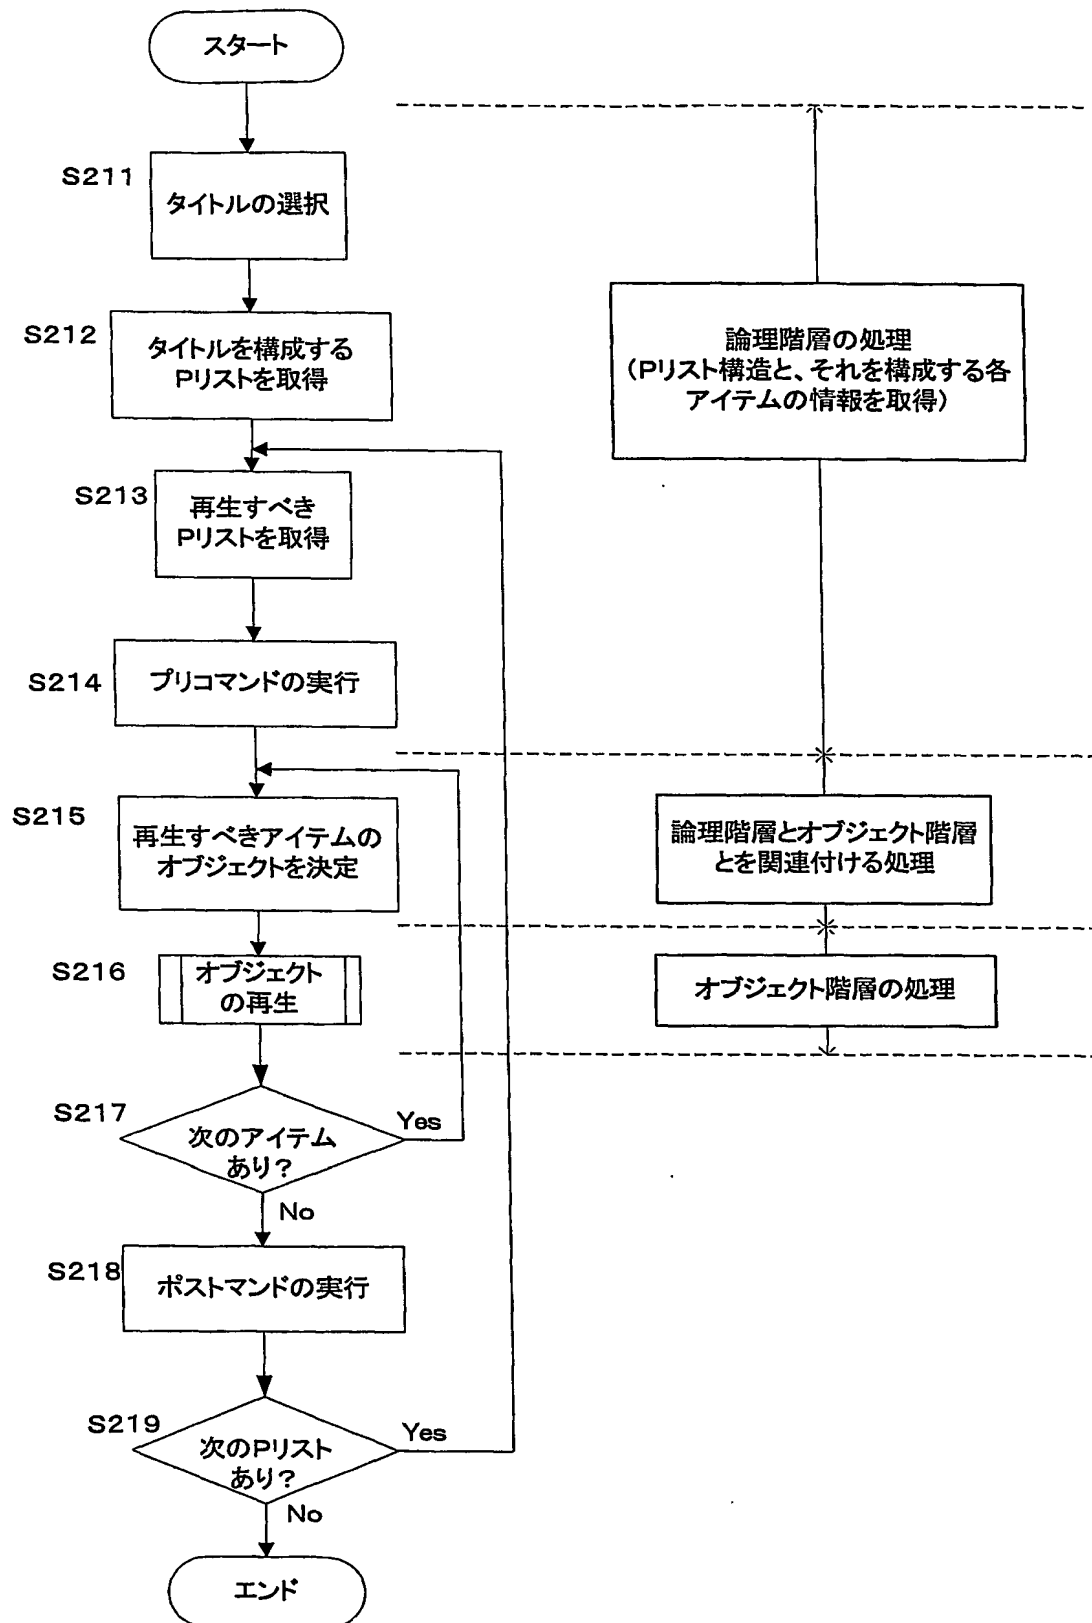 スタート
S211
タイトルの選択
S212
タイトルを構成する
Pリストを取得
S213
再生すべき
Pリストを取得
S214
プリコマンドの実行
S215
再生すべきアイテムの
オブジェクトを決定
S216
オブジェクト
の再生
S217
次のアイテム
あり?
Yes
No
S218
ポストマンドの実行
S219
次のPリスト
あり?
Yes
No
エンド
論理階層の処理
(Pリスト構造と、それを構成する各
アイテムの情報を取得)
論理階層とオブジェクト階層
とを関連付ける処理
オブジェクト階層の処理